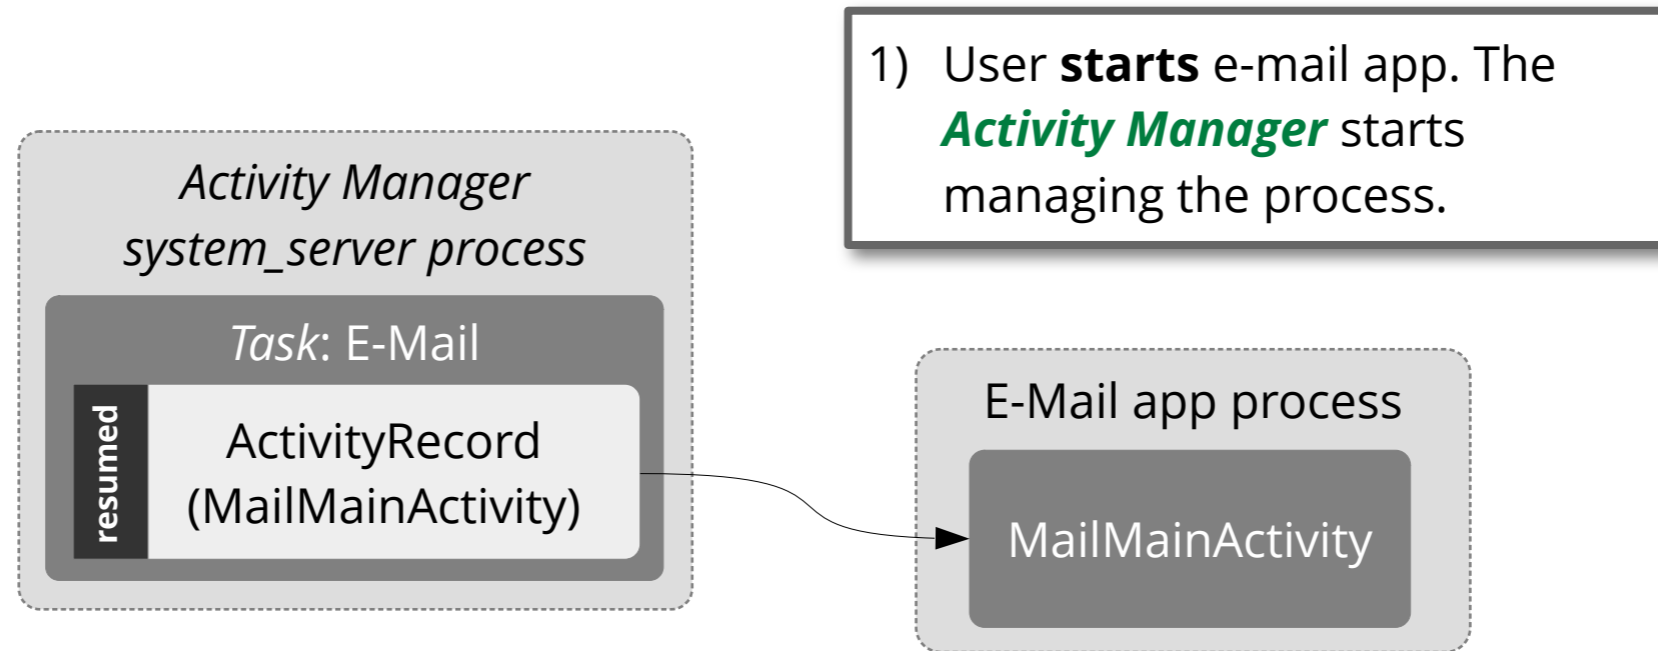 1) User starts e-mail app. The
Activity Manager starts
managing the process.
Activity Manager
system_server process
Task: E-Mail
resumed
ActivityRecord
(MailMainActivity)
E-Mail app process
MailMainActivity